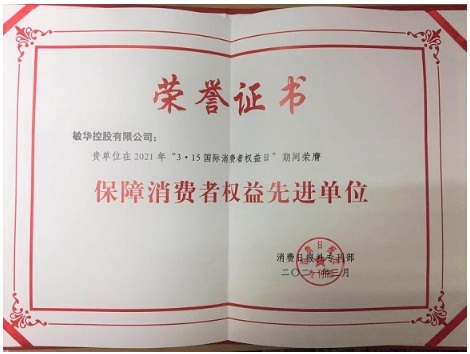 荣誉证书
敏华控股有限公司：
贵单位在2021年“3·15国际消费者权益日”期间荣膺
保障消费者权益先进单位
消费日报社专刊部
二〇二一年三月